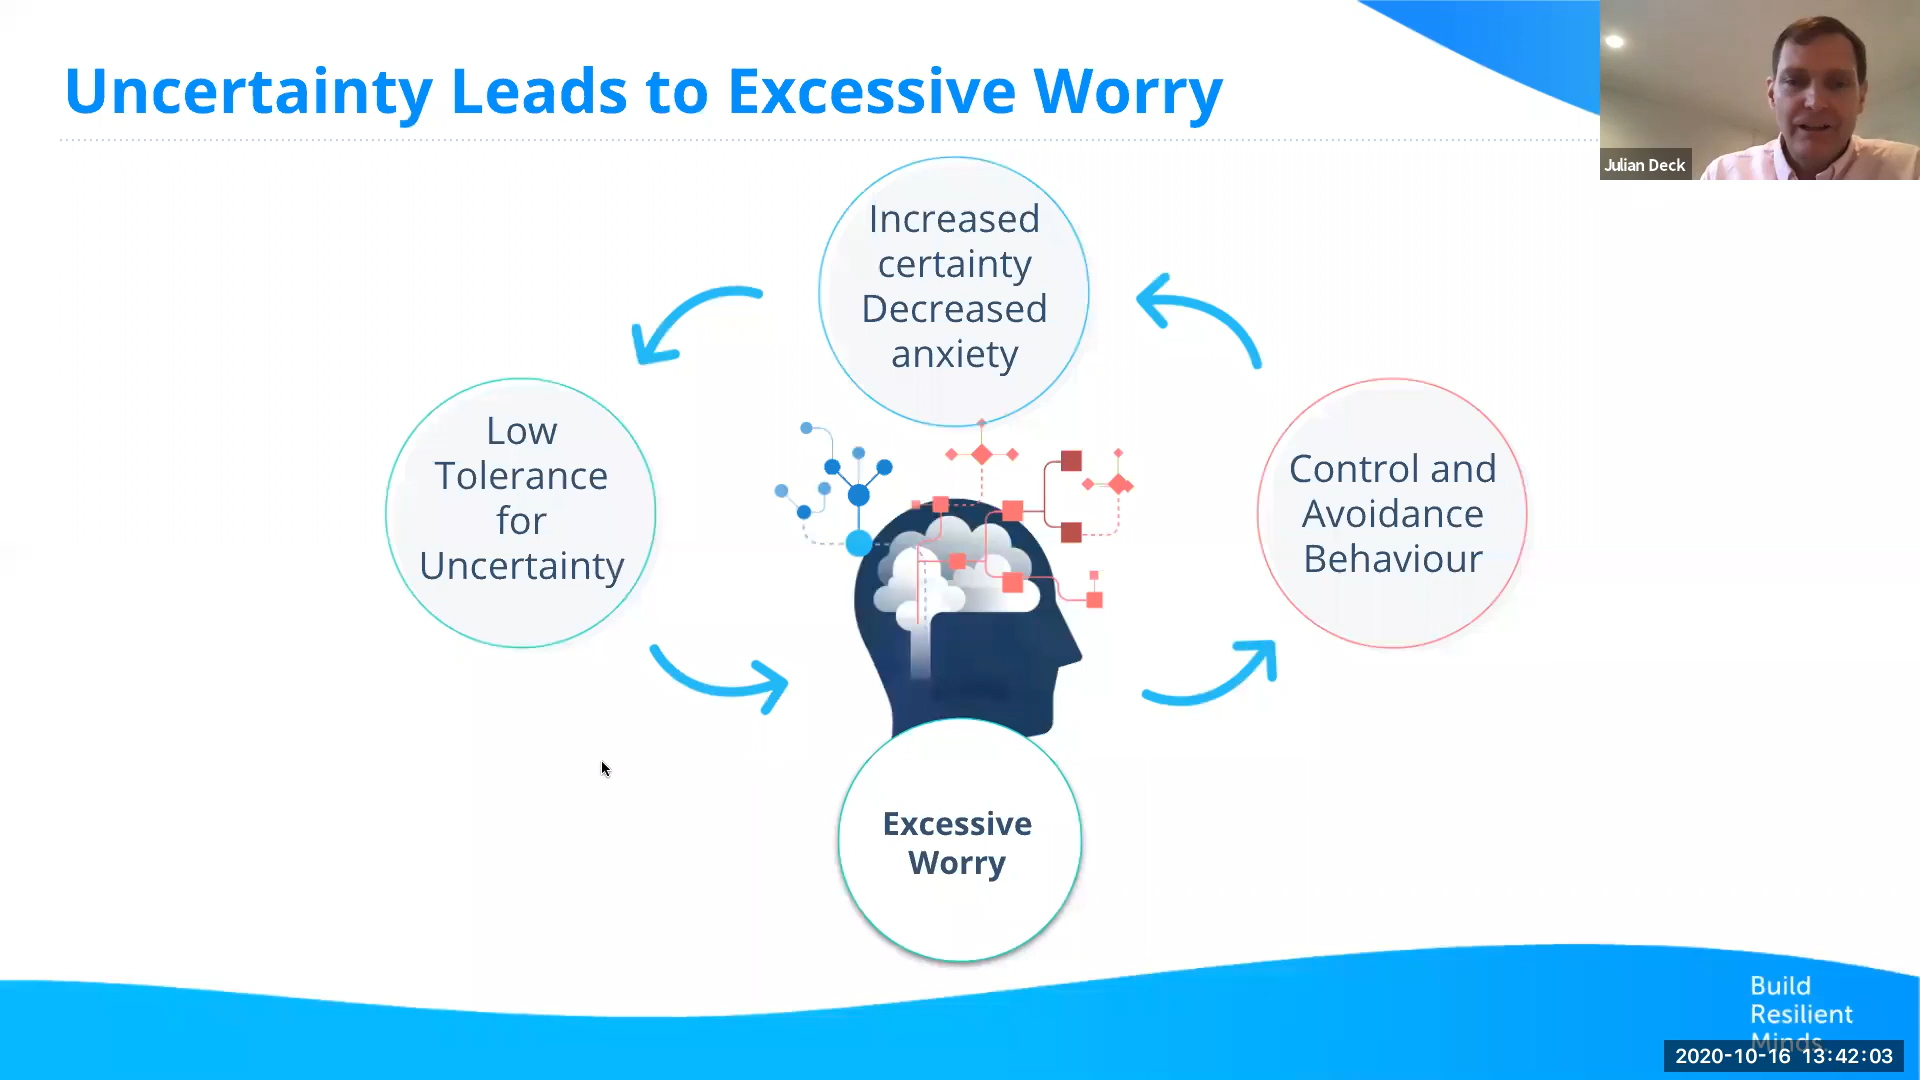 Uncertainty Leads to Excessive Worry
Julian Deck
Increased
certainty
Decreased
anxiety
Low
Tolerance
for
Uncertainty
Control and
Avoidance
Behaviour
Excessive
Worry
Build
Resilient
Minds
2020-10-16 13:42:03